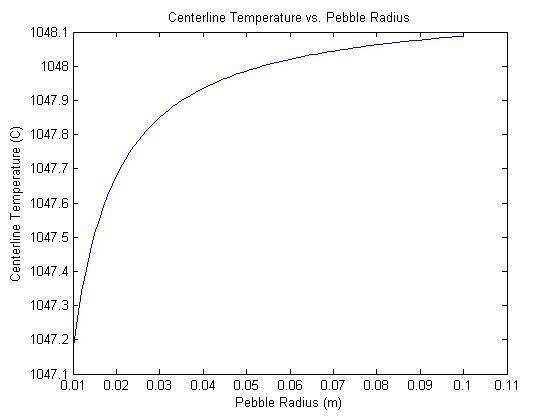 Centerline Temperature vs. Pebble Radius
1048.1
1048
1047.9
1047.8
1047.7
1047.6
1047.5
1047.4
1047.3
1047.2
1047.1
Centerline Temperature (C)
0.01 0.02 0.03 0.04 0.05 0.06 0.07 0.08 0.09 0.1 0.11
Pebble Radius (m)